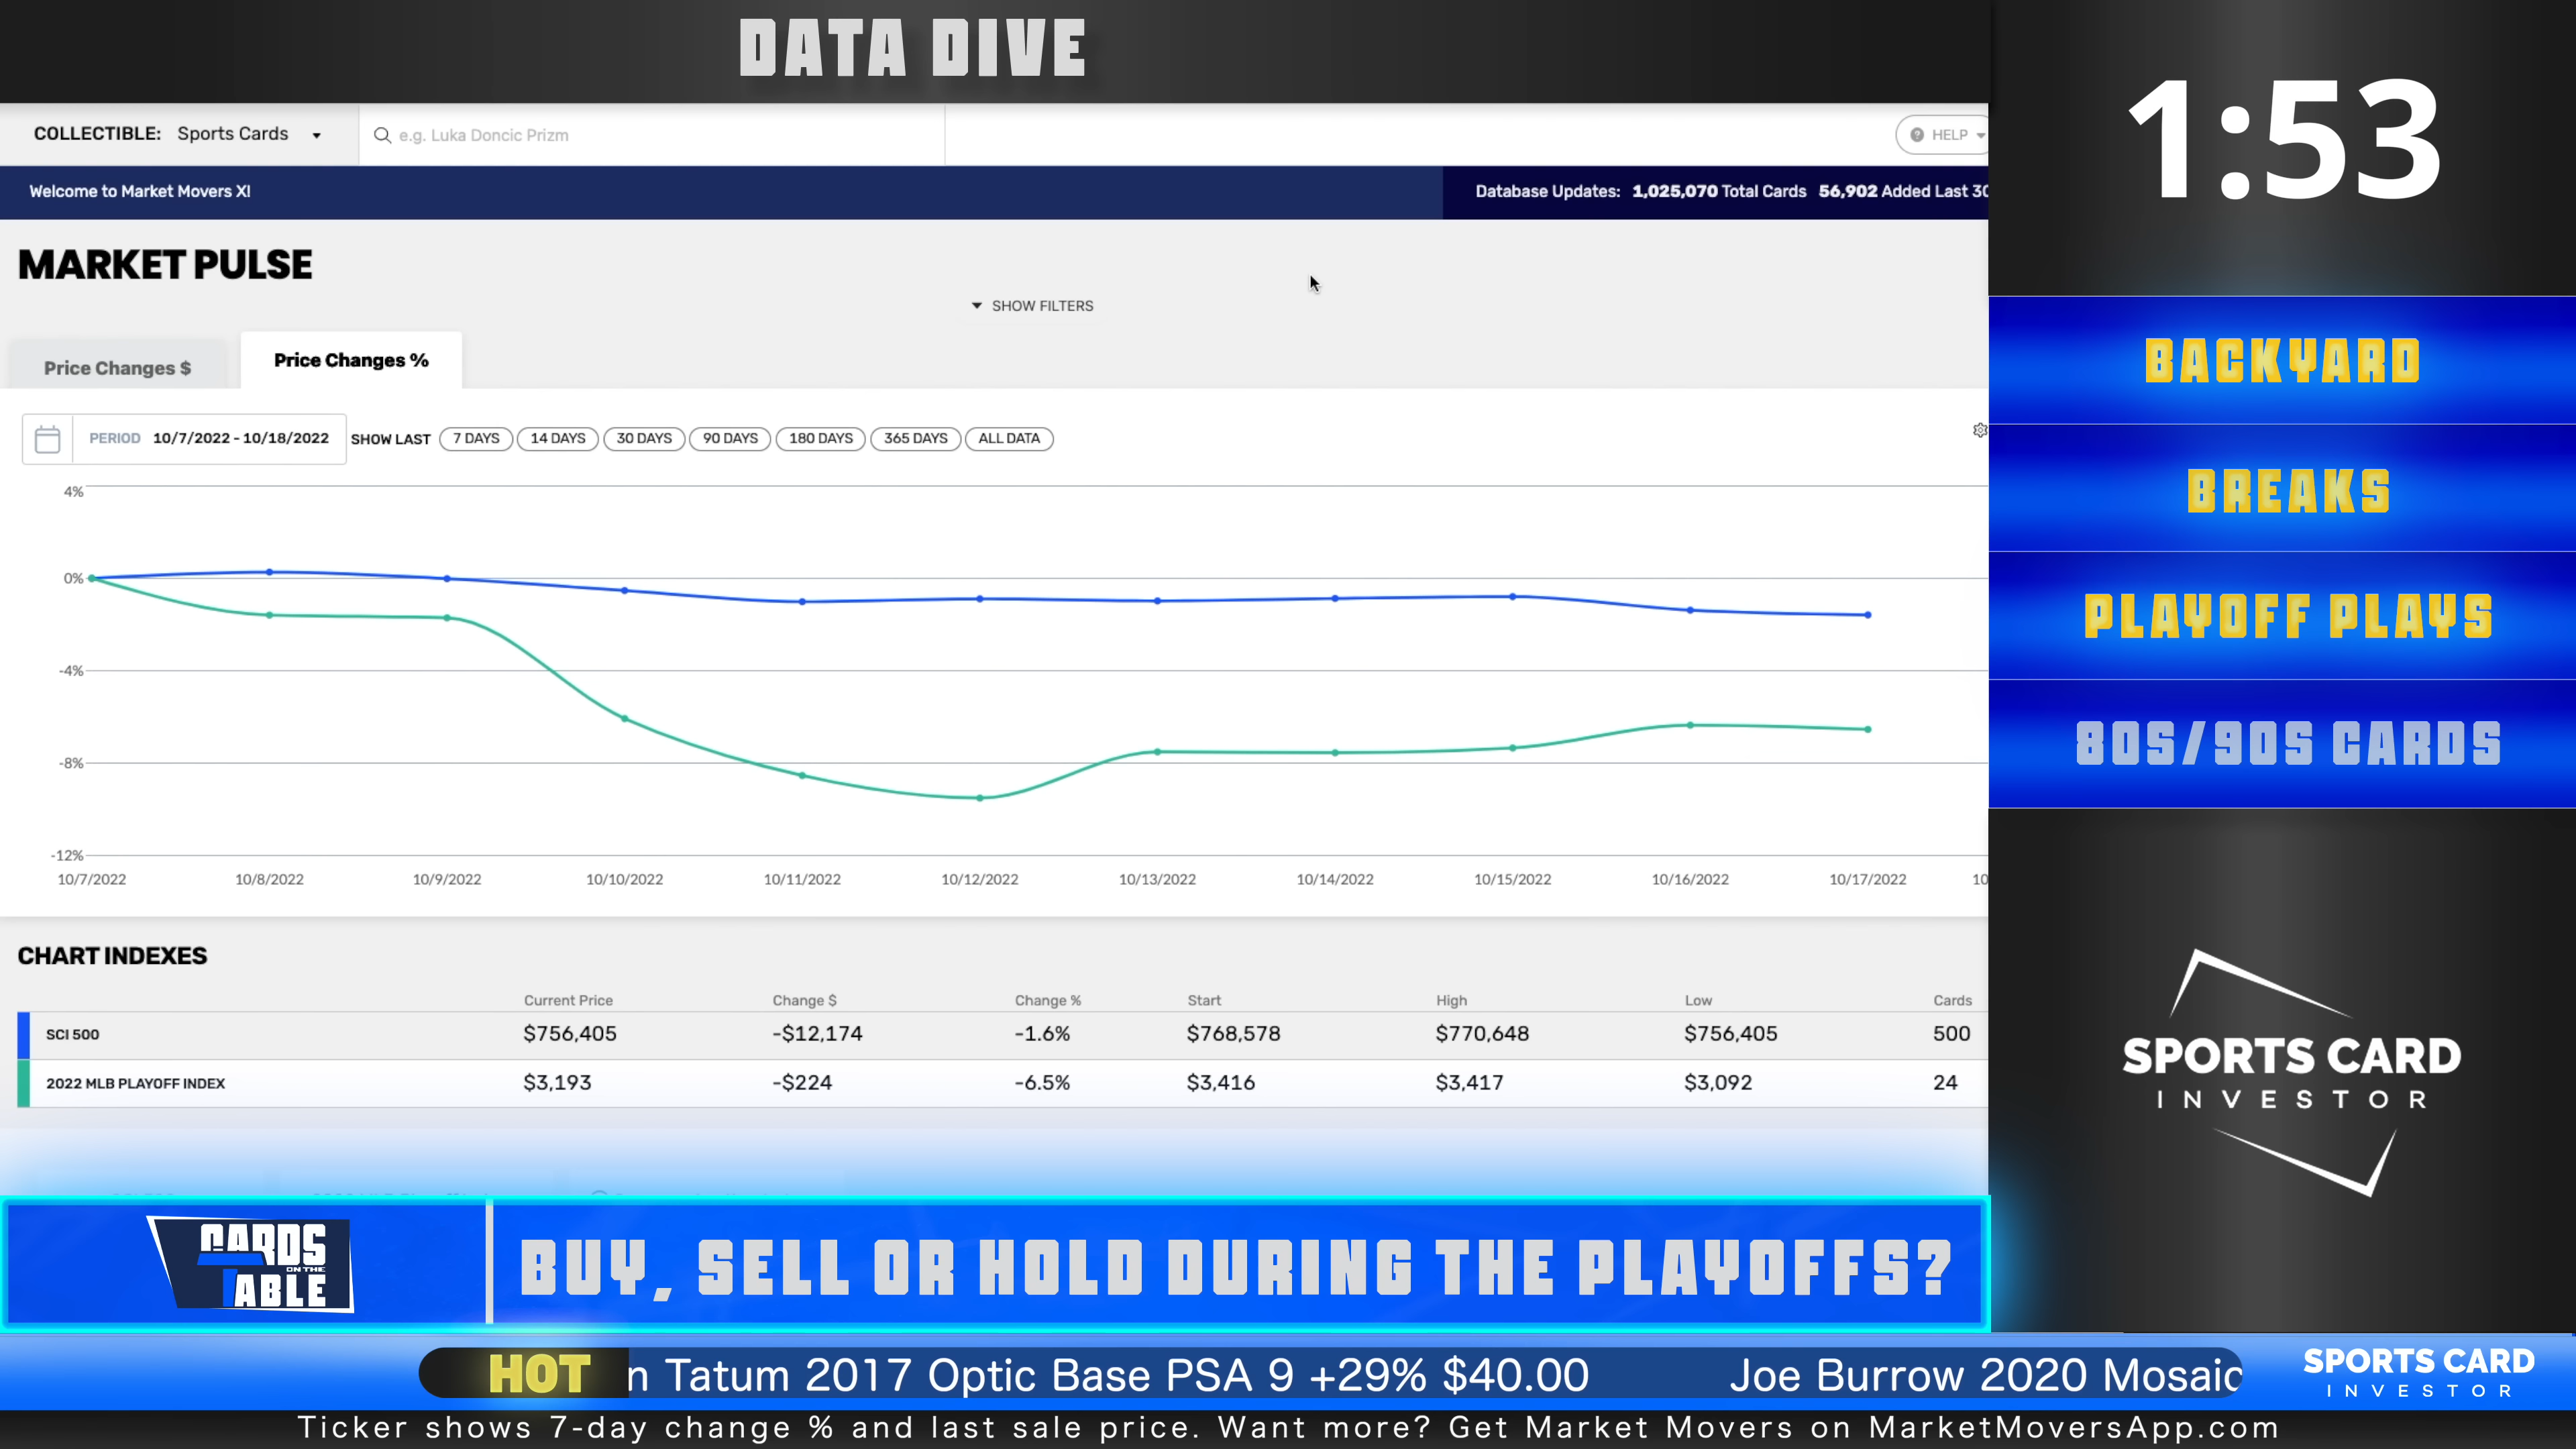 DATA DIVE
1:53
COLLECTIBLE: Sports Cards
e.g. Luka Doncic Prizm
HELP
Welcome to Market Movers X!
Database Updates: 1,025,070 Total Cards 56,902 Added Last 30
MARKET PULSE
SHOW FILTERS
Price Changes $
Price Changes %
PERIOD 10/7/2022 - 10/18/2022
SHOW LAST 7 DAYS 14 DAYS 30 DAYS 90 DAYS 180 DAYS 365 DAYS ALL DATA
4%
0%
-4%
-8%
-12%
10/7/2022 10/8/2022 10/9/2022 10/10/2022 10/11/2022 10/12/2022 10/13/2022 10/14/2022 10/15/2022 10/16/2022 10/17/2022 10
CHART INDEXES
Current Price Change $ Change % Start High Low Cards
SCI 500 $756,405 -$12,174 -1.6% $768,578 $770,648 $756,405 500
2022 MLB PLAYOFF INDEX $3,193 -$224 -6.5% $3,416 $3,417 $3,092 24
BACKYARD
BREAKS
PLAYOFF PLAYS
80S/90S CARDS
SPORTS CARD
INVESTOR
CARDS
ON THE
TABLE
BUY, SELL OR HOLD DURING THE PLAYOFFS?
HOT
n Tatum 2017 Optic Base PSA 9 +29% $40.00 Joe Burrow 2020 Mosaic
SPORTS CARD
INVESTOR
Ticker shows 7-day change % and last sale price. Want more? Get Market Movers on MarketMoversApp.com